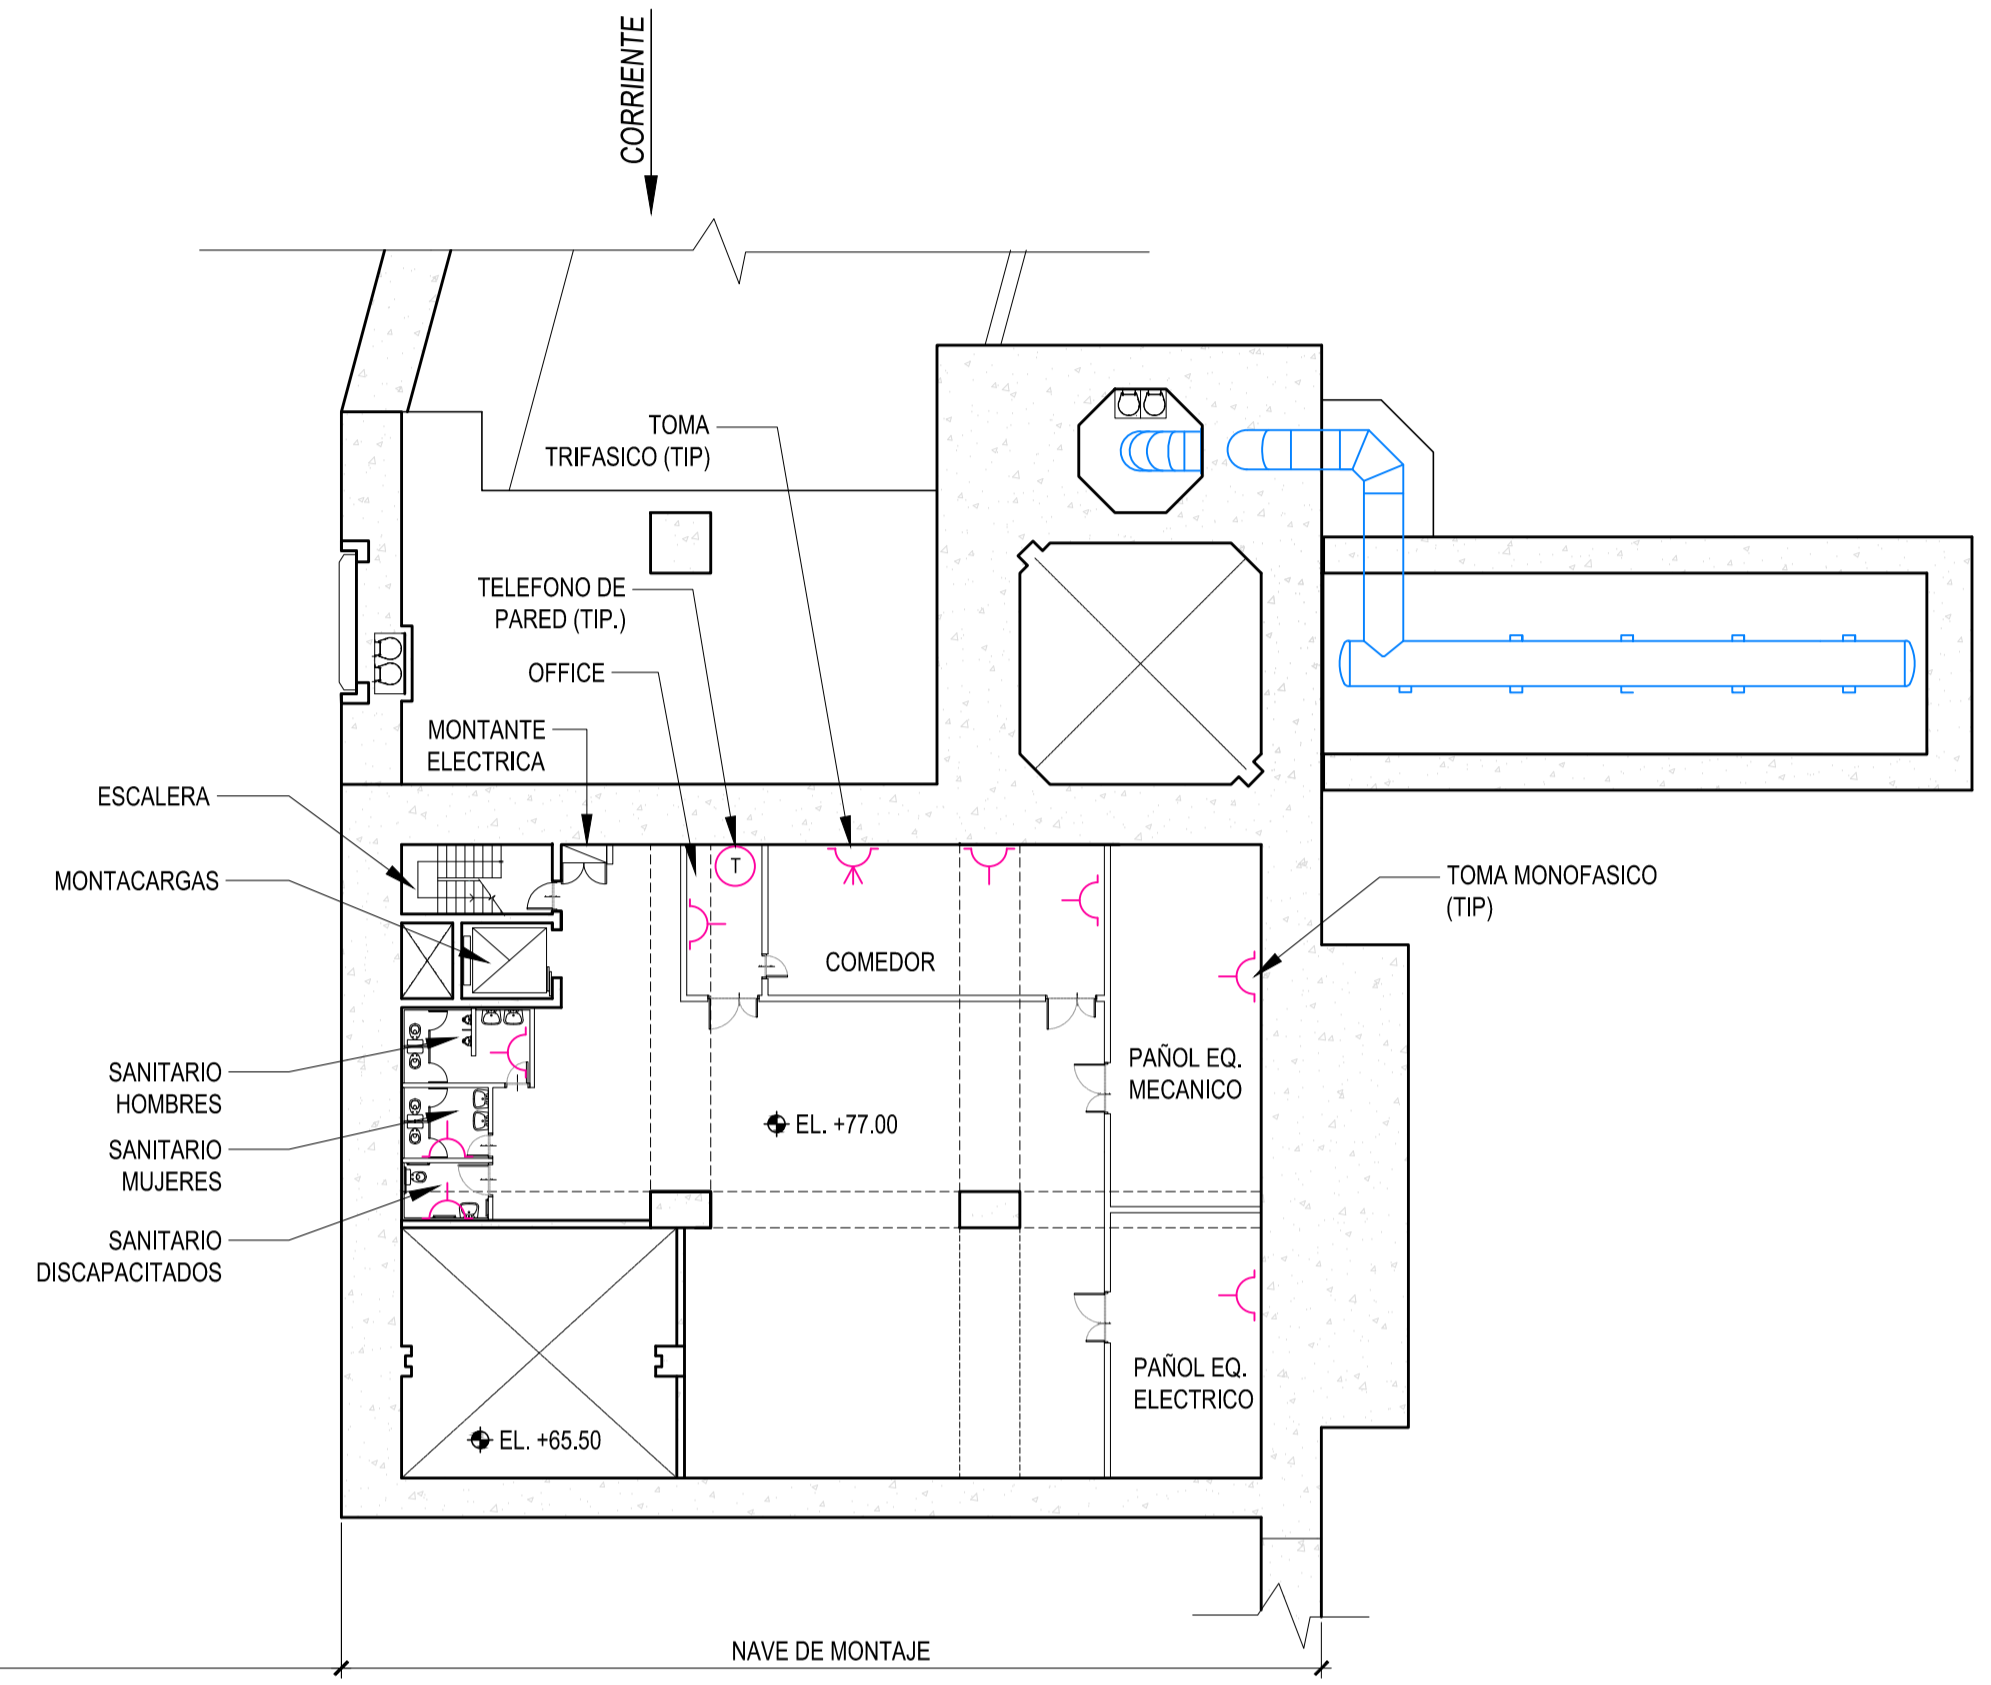 CORRIENTE
TOMA
TRIFASICO (TIP)
TELEFONO DE
PARED (TIP.)
OFFICE
MONTANTE
ELECTRICA
ESCALERA
MONTACARGAS
T
TOMA MONOFASICO
(TIP)
COMEDOR
SANITARIO
HOMBRES
PAÑOL EQ.
MECANICO
EL. +77.00
SANITARIO
MUJERES
SANITARIO
DISCAPACITADOS
PAÑOL EQ.
ELECTRICO
EL. +65.50
NAVE DE MONTAJE